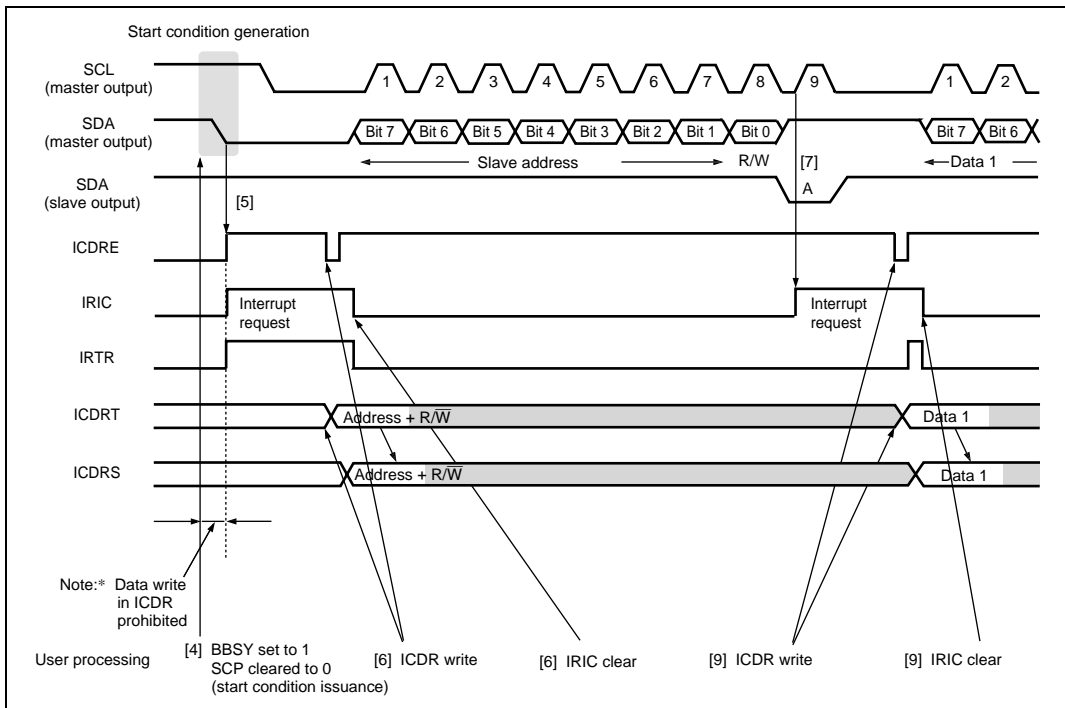 Start condition generation
SCL
(master output)
1 2 3 4 5 6 7 8 9 1 2
SDA
(master output)
Bit 7 Bit 6 Bit 5 Bit 4 Bit 3 Bit 2 Bit 1 Bit 0 Bit 7 Bit 6
Slave address R/W [7] Data 1
SDA
(slave output)
[5]
A
ICDRE
IRIC
Interrupt
request
Interrupt
request
IRTR
ICDRT
Address + R/W̅
Data 1
ICDRS
Address + R/W̅
Data 1
Note:* Data write
in ICDR
prohibited
User processing
[4] BBSY set to 1
SCP cleared to 0
(start condition issuance)
[6] ICDR write
[6] IRIC clear
[9] ICDR write
[9] IRIC clear